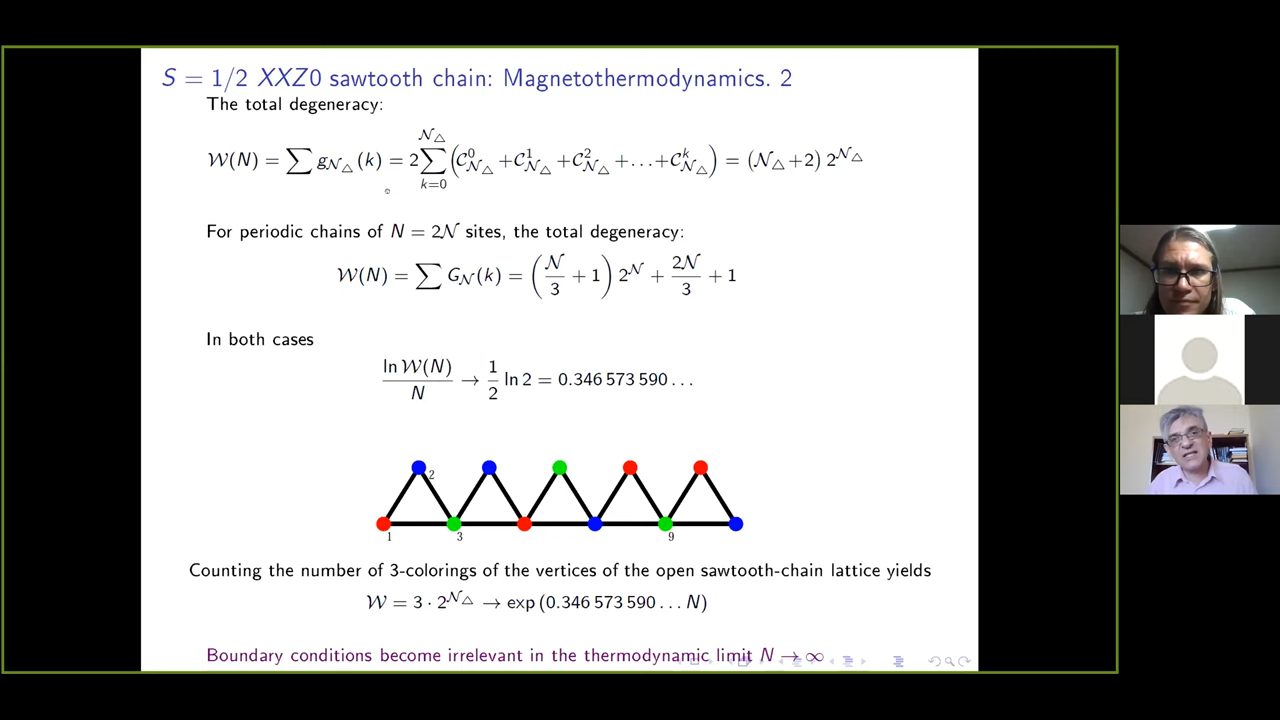 S = 1/2 XXZ0 sawtooth chain: Magnetothermodynamics. 2
The total degeneracy:
𝒲(N) = ∑ g_{𝒩△}(k) = 2 ∑_{k=0}^{𝒩△} (𝒞^0_{𝒩△} + 𝒞^1_{𝒩△} + 𝒞^2_{𝒩△} + … + 𝒞^k_{𝒩△}) = (𝒩△ + 2) 2^{𝒩△}
For periodic chains of N = 2𝒩 sites, the total degeneracy:
𝒲(N) = ∑ G_𝒩(k) = (𝒩/3 + 1) 2^𝒩 + 2𝒩/3 + 1
In both cases
ln 𝒲(N)/N → 1/2 ln 2 = 0.346 573 590 …
2
1 3 9
Counting the number of 3-colorings of the vertices of the open sawtooth-chain lattice yields
𝒲 = 3 · 2^{𝒩△} → exp (0.346 573 590 … N)
Boundary conditions become irrelevant in the thermodynamic limit N → ∞